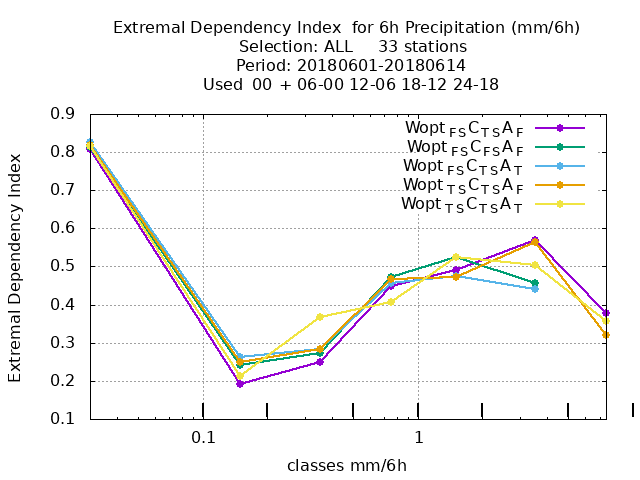 Extremal Dependency Index  for 6h Precipitation (mm/6h)
Selection: ALL     33 stations
Period: 20180601-20180614
Used  00  + 06-00 12-06 18-12 24-18
Wopt FS C TS A F
Wopt FS C FS A F
Wopt FS C TS A T
Wopt TS C TS A F
Wopt TS C TS A T
0.9
0.8
0.7
0.6
0.5
0.4
0.3
0.2
0.1
Extremal Dependency Index
0.1 1
classes mm/6h